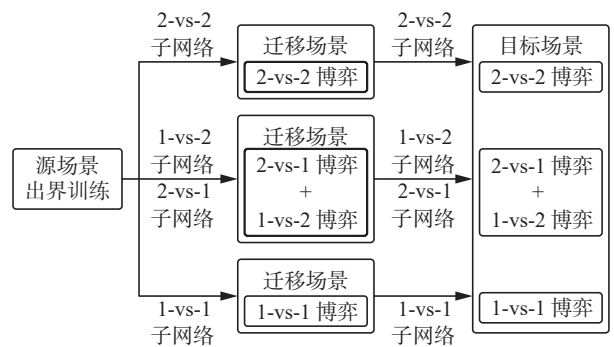 2-vs-2
子网络
迁移场景
2-vs-2 博弈
2-vs-2
子网络
目标场景
2-vs-2 博弈
源场景
出界训练
1-vs-2
子网络
2-vs-1
子网络
迁移场景
2-vs-1 博弈
+
1-vs-2 博弈
1-vs-2
子网络
2-vs-1
子网络
2-vs-1 博弈
+
1-vs-2 博弈
1-vs-1
子网络
迁移场景
1-vs-1 博弈
1-vs-1
子网络
1-vs-1 博弈